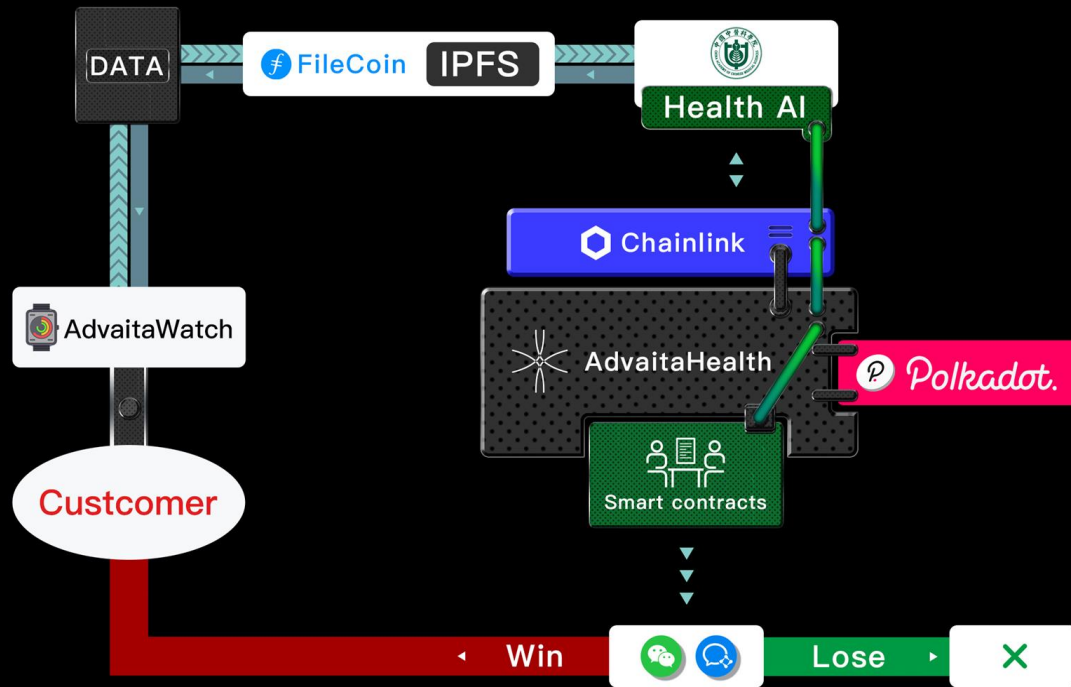 DATA
FileCoin
IPFS
Health AI
Chainlink
AdvaitaWatch
AdvaitaHealth
Polkadot.
Custcomer
Smart contracts
Win
Lose